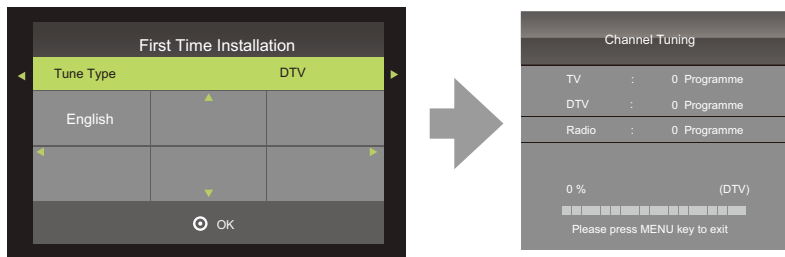 First Time Installation
Tune Type DTV
English
OK
Channel Tuning
TV : 0 Programme
DTV : 0 Programme
Radio : 0 Programme
0 % (DTV)
Please press MENU key to exit